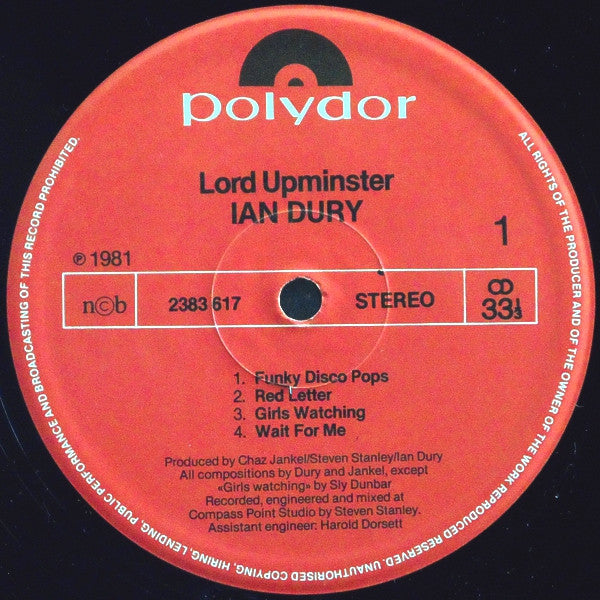 polydor
Lord Upminster
IAN DURY
1
℗ 1981
n©b
2383 617
STEREO
33⅓
1. Funky Disco Pops
2. Red Letter
3. Girls Watching
4. Wait For Me
Produced by Chaz Jankel/Steven Stanley/Ian Dury
All compositions by Dury and Jankel, except
«Girls watching» by Sly Dunbar
Recorded, engineered and mixed at
Compass Point Studio by Steven Stanley.
Assistant engineer: Harold Dorsett
ALL RIGHTS OF THE PRODUCER AND OF THE OWNER OF THE WORK REPRODUCED RESERVED. UNAUTHORISED COPYING, HIRING, LENDING, PUBLIC PERFORMANCE AND BROADCASTING OF THIS RECORD PROHIBITED.